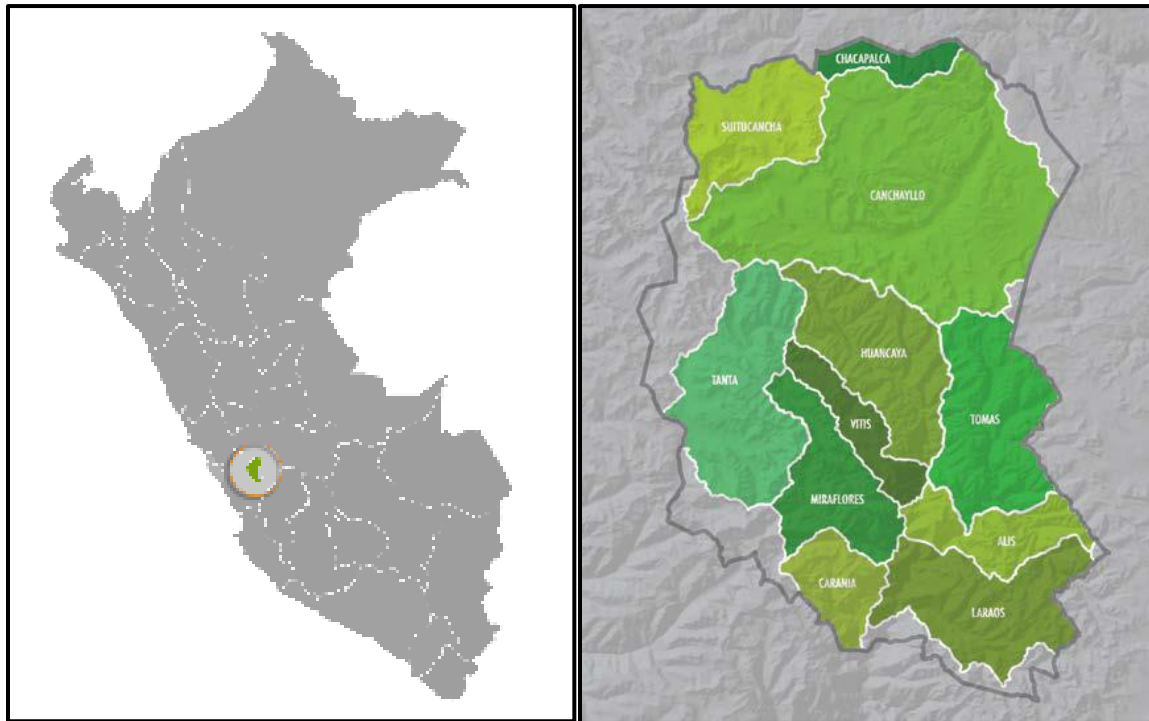 CHACAPALCA
SUITUCANCHA
CANCHAYLLO
HUANCAYA
TANTA
VITIS
TOMAS
MIRAFLORES
ALIS
CARANIA
LARAOS